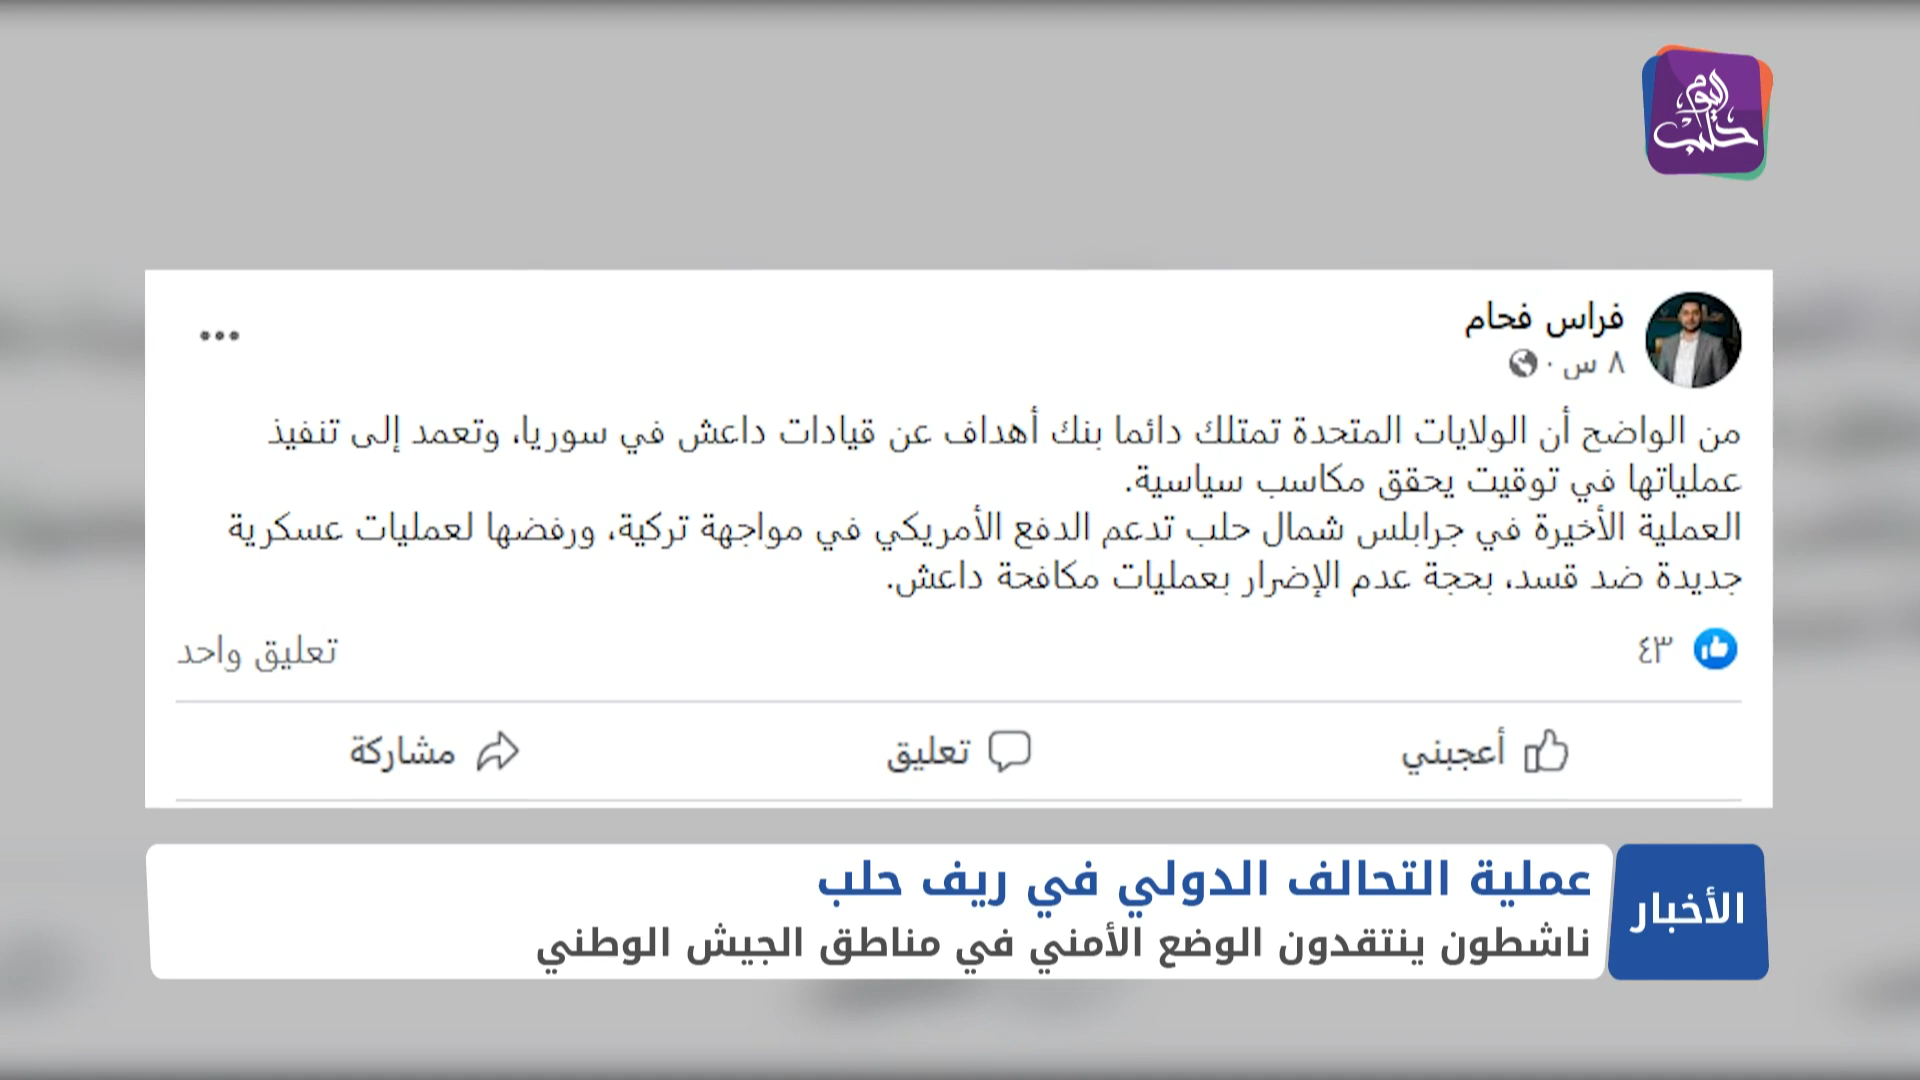 حلب اليوم
فراس فحام
٨ س ·
من الواضح أن الولايات المتحدة تمتلك دائما بنك أهداف عن قيادات داعش في سوريا، وتعمد إلى تنفيذ
عملياتها في توقيت يحقق مكاسب سياسية.
العملية الأخيرة في جرابلس شمال حلب تدعم الدفع الأمريكي في مواجهة تركية، ورفضها لعمليات عسكرية
جديدة ضد قسد، بحجة عدم الإضرار بعمليات مكافحة داعش.
٤٣ تعليق واحد
أعجبني تعليق مشاركة
الأخبار
عملية التحالف الدولي في ريف حلب
ناشطون ينتقدون الوضع الأمني في مناطق الجيش الوطني